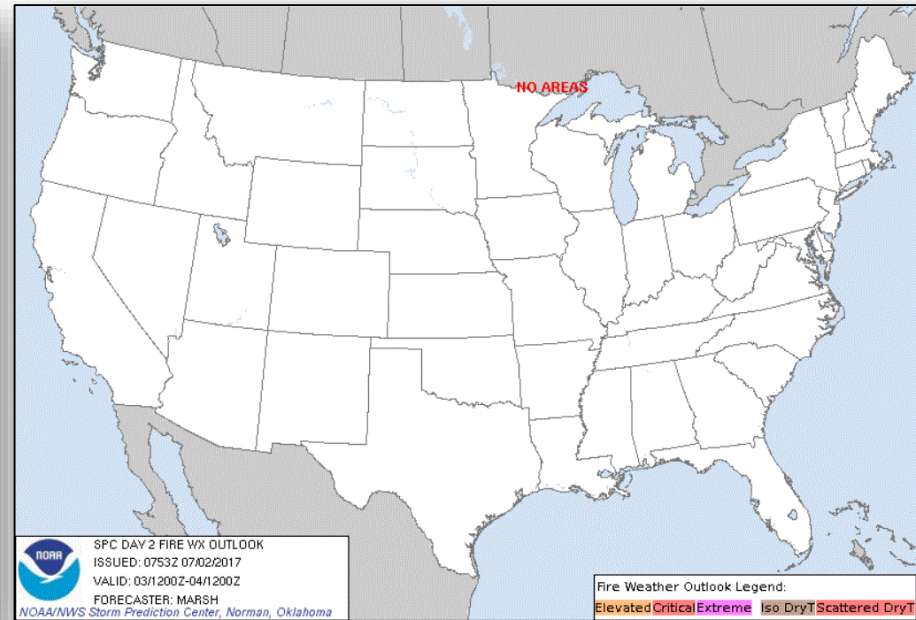 NO AREAS
NOAA
SPC DAY 2 FIRE WX OUTLOOK
ISSUED: 0753Z 07/02/2017
VALID: 03/1200Z-04/1200Z
FORECASTER: MARSH
NOAA/NWS Storm Prediction Center, Norman, Oklahoma
Fire Weather Outlook Legend:
Elevated Critical Extreme Iso DryT Scattered DryT